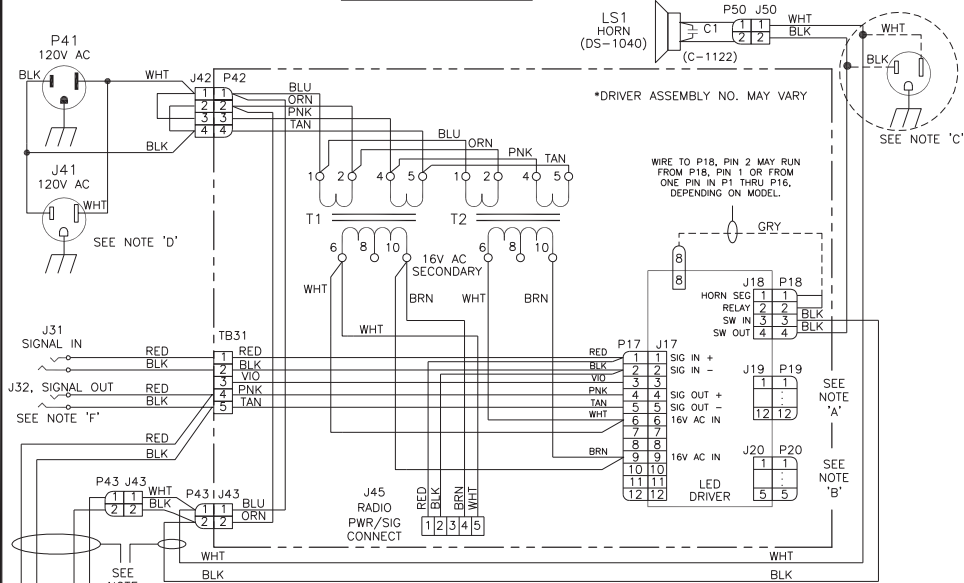 P41
120V AC
BLK
WHT
BLK
J41
120V AC
WHT
SEE NOTE 'D'
J42 P42
1 1
2 2
3 3
4 4
BLU
ORN
PNK
TAN
BLU
ORN
PNK
TAN
1 2 4 5
1 2 4 5
T1
T2
6 8 10
6 8 10
16V AC
SECONDARY
WHT
BRN
WHT
BRN
WHT
LS1
HORN
(DS-1040)
C1
(C-1122)
P50 J50
1 1
2 2
WHT
BLK
WHT
BLK
SEE NOTE 'C'
*DRIVER ASSEMBLY NO. MAY VARY
WIRE TO P18, PIN 2 MAY RUN
FROM P18, PIN 1 OR FROM
ONE PIN IN P1 THRU P16,
DEPENDING ON MODEL.
GRY
8
8
J18 P18
HORN SEG 1 1
RELAY 2 2
SW IN 3 3 BLK
SW OUT 4 4 BLK
J19 P19
1 1
12 12
SEE
NOTE
'A'
J20 P20
1 1
5 5
SEE
NOTE
'B'
J31
SIGNAL IN
RED
BLK
J32, SIGNAL OUT
RED
BLK
SEE NOTE 'F'
RED
BLK
TB31
1 RED
2 BLK
3 VIO
4 PNK
5 TAN
P17 J17
RED 1 1 SIG IN +
BLK 2 2 SIG IN -
VIO 3 3
PNK 4 4 SIG OUT +
TAN 5 5 SIG OUT -
WHT 6 6 16V AC IN
7 7
8 8
BRN 9 9 16V AC IN
10 10
11 11
12 12
LED
DRIVER
P43 J43
1 1 WHT
2 2 BLK
P43 J43
1 1 BLU
2 2 ORN
J45
RADIO
PWR/SIG
CONNECT
RED
BLK
BRN
WHT
1 2 3 4 5
SEE
WHT
WHT
BLK
BLK